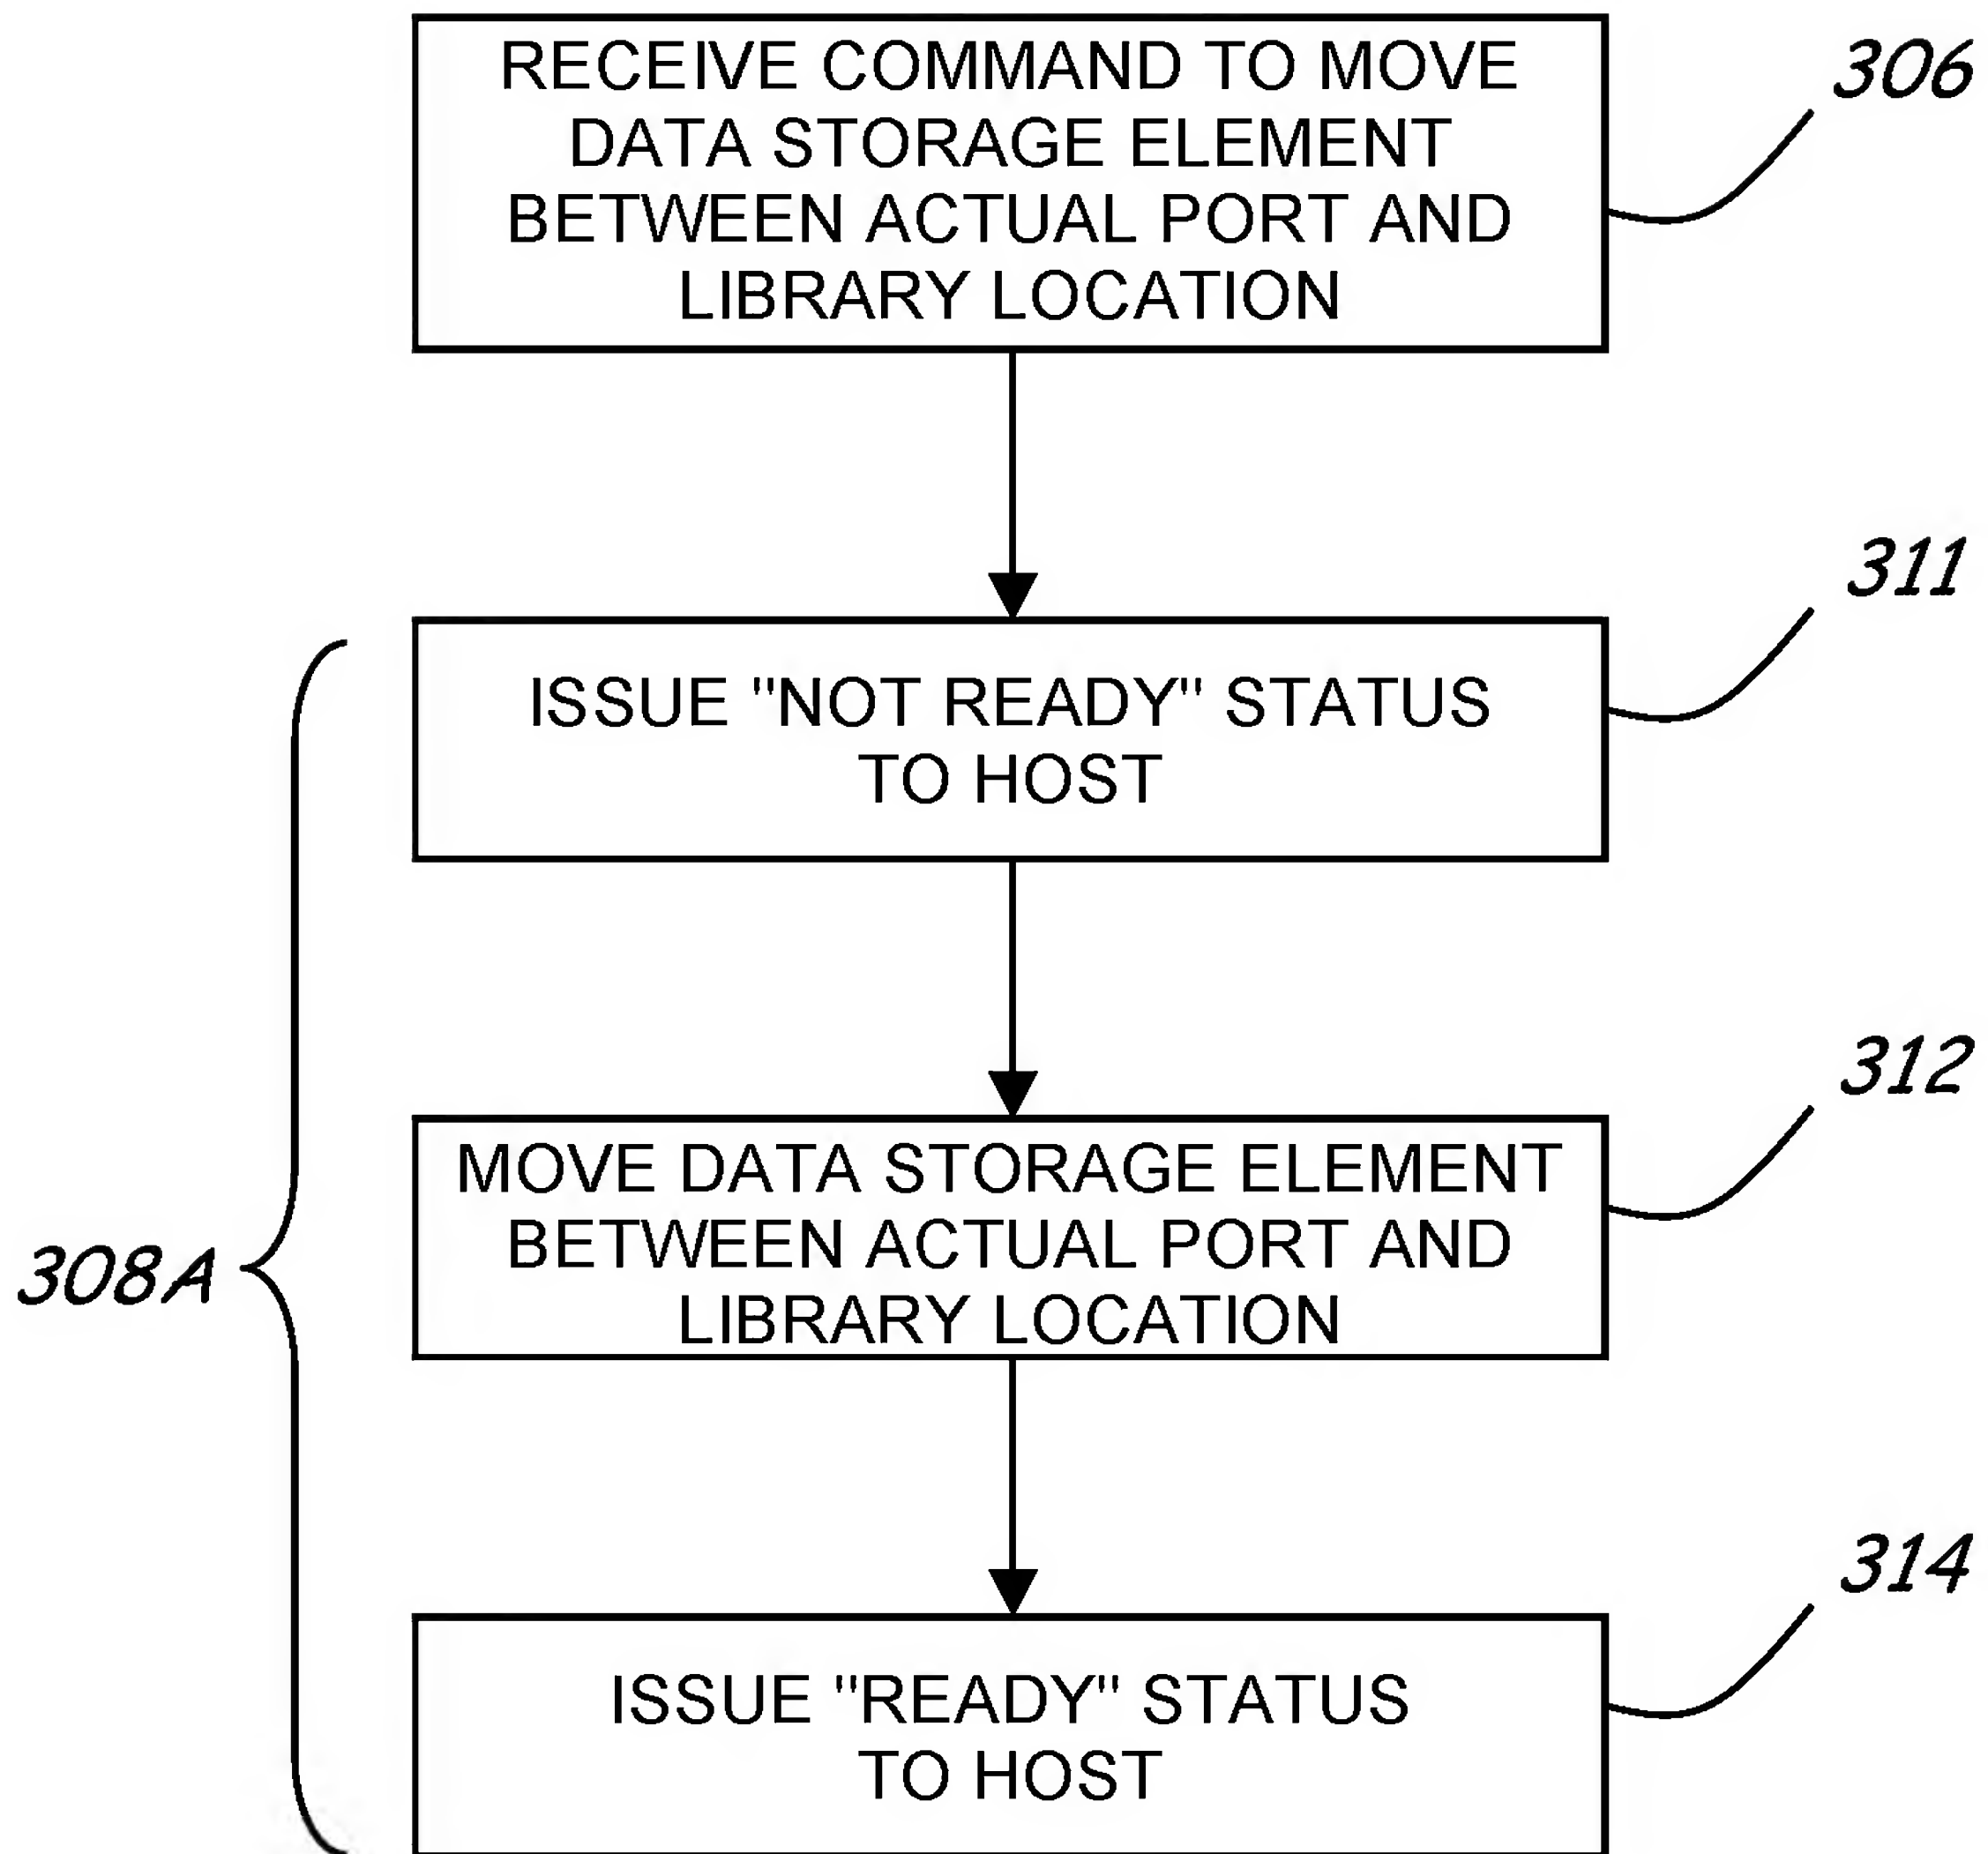 RECEIVE COMMAND TO MOVE
DATA STORAGE ELEMENT
BETWEEN ACTUAL PORT AND
LIBRARY LOCATION
306
ISSUE "NOT READY" STATUS
TO HOST
311
MOVE DATA STORAGE ELEMENT
BETWEEN ACTUAL PORT AND
LIBRARY LOCATION
312
308A
ISSUE "READY" STATUS
TO HOST
314